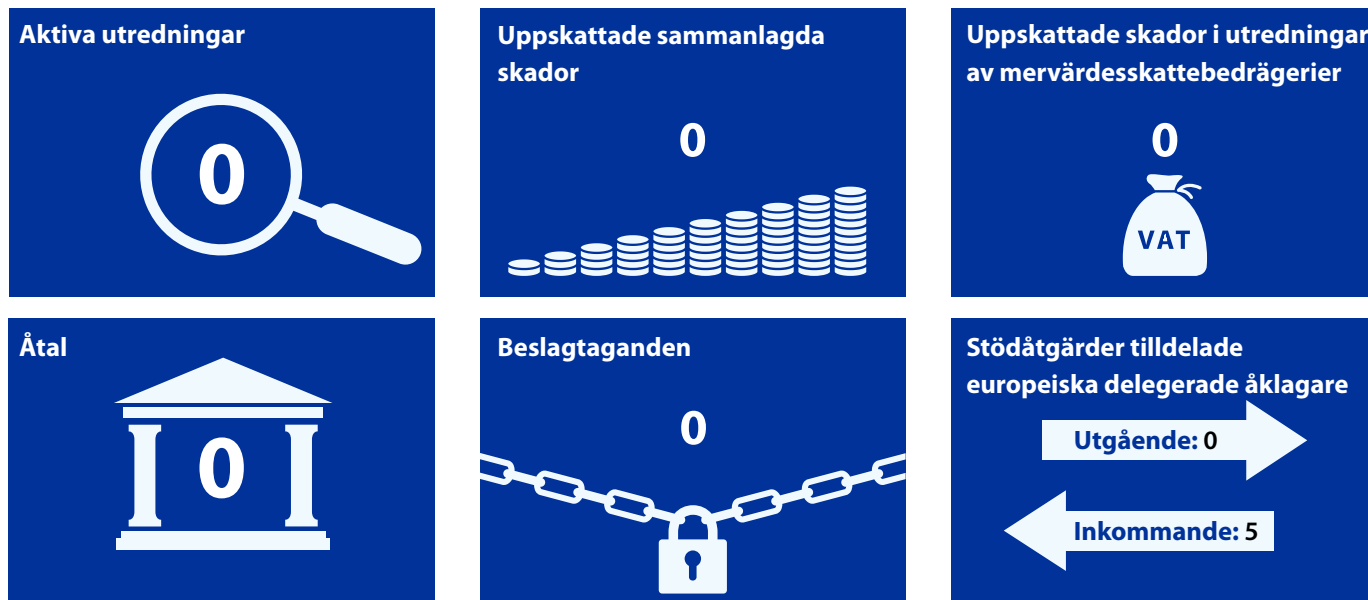 Aktiva utredningar
0
Uppskattade sammanlagda
skador
0
Uppskattade skador i utredningar
av mervärdesskattebedrägerier
0
VAT
Åtal
0
Beslagtaganden
0
Stödåtgärder tilldelade
europeiska delegerade åklagare
Utgående: 0
Inkommande: 5